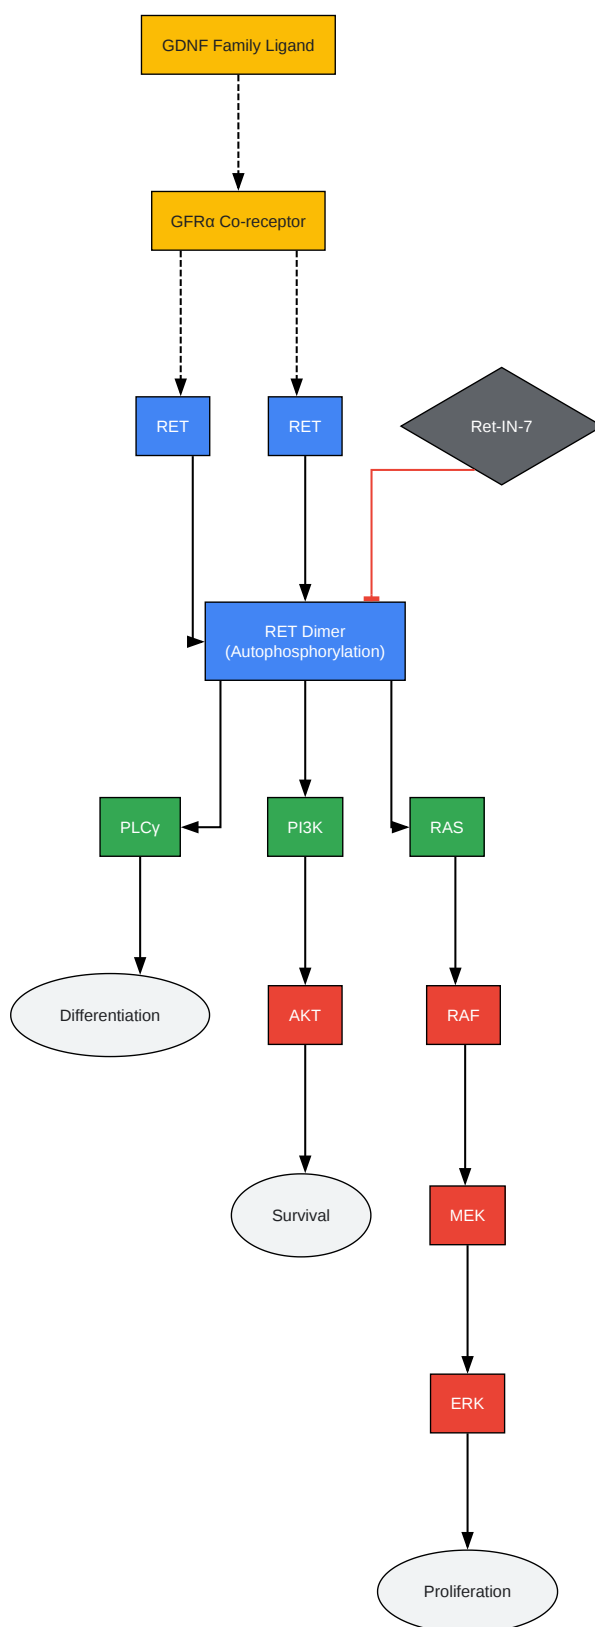 GDNF Family Ligand
GFRα Co-receptor
RET
RET
Ret-IN-7
RET Dimer
(Autophosphorylation)
PLCγ
PI3K
RAS
Differentiation
AKT
RAF
Survival
MEK
ERK
Proliferation